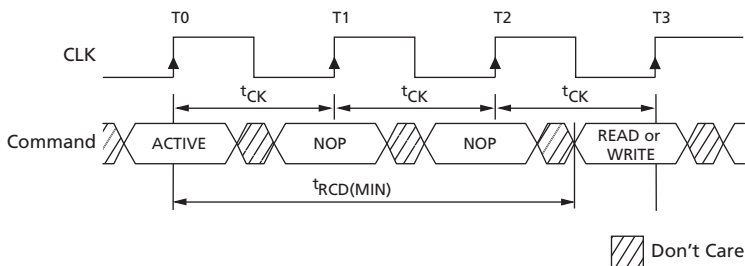 T0 T1 T2 T3
CLK
tCK tCK tCK
Command ACTIVE NOP NOP READ or
WRITE
tRCD(MIN)
Don't Care